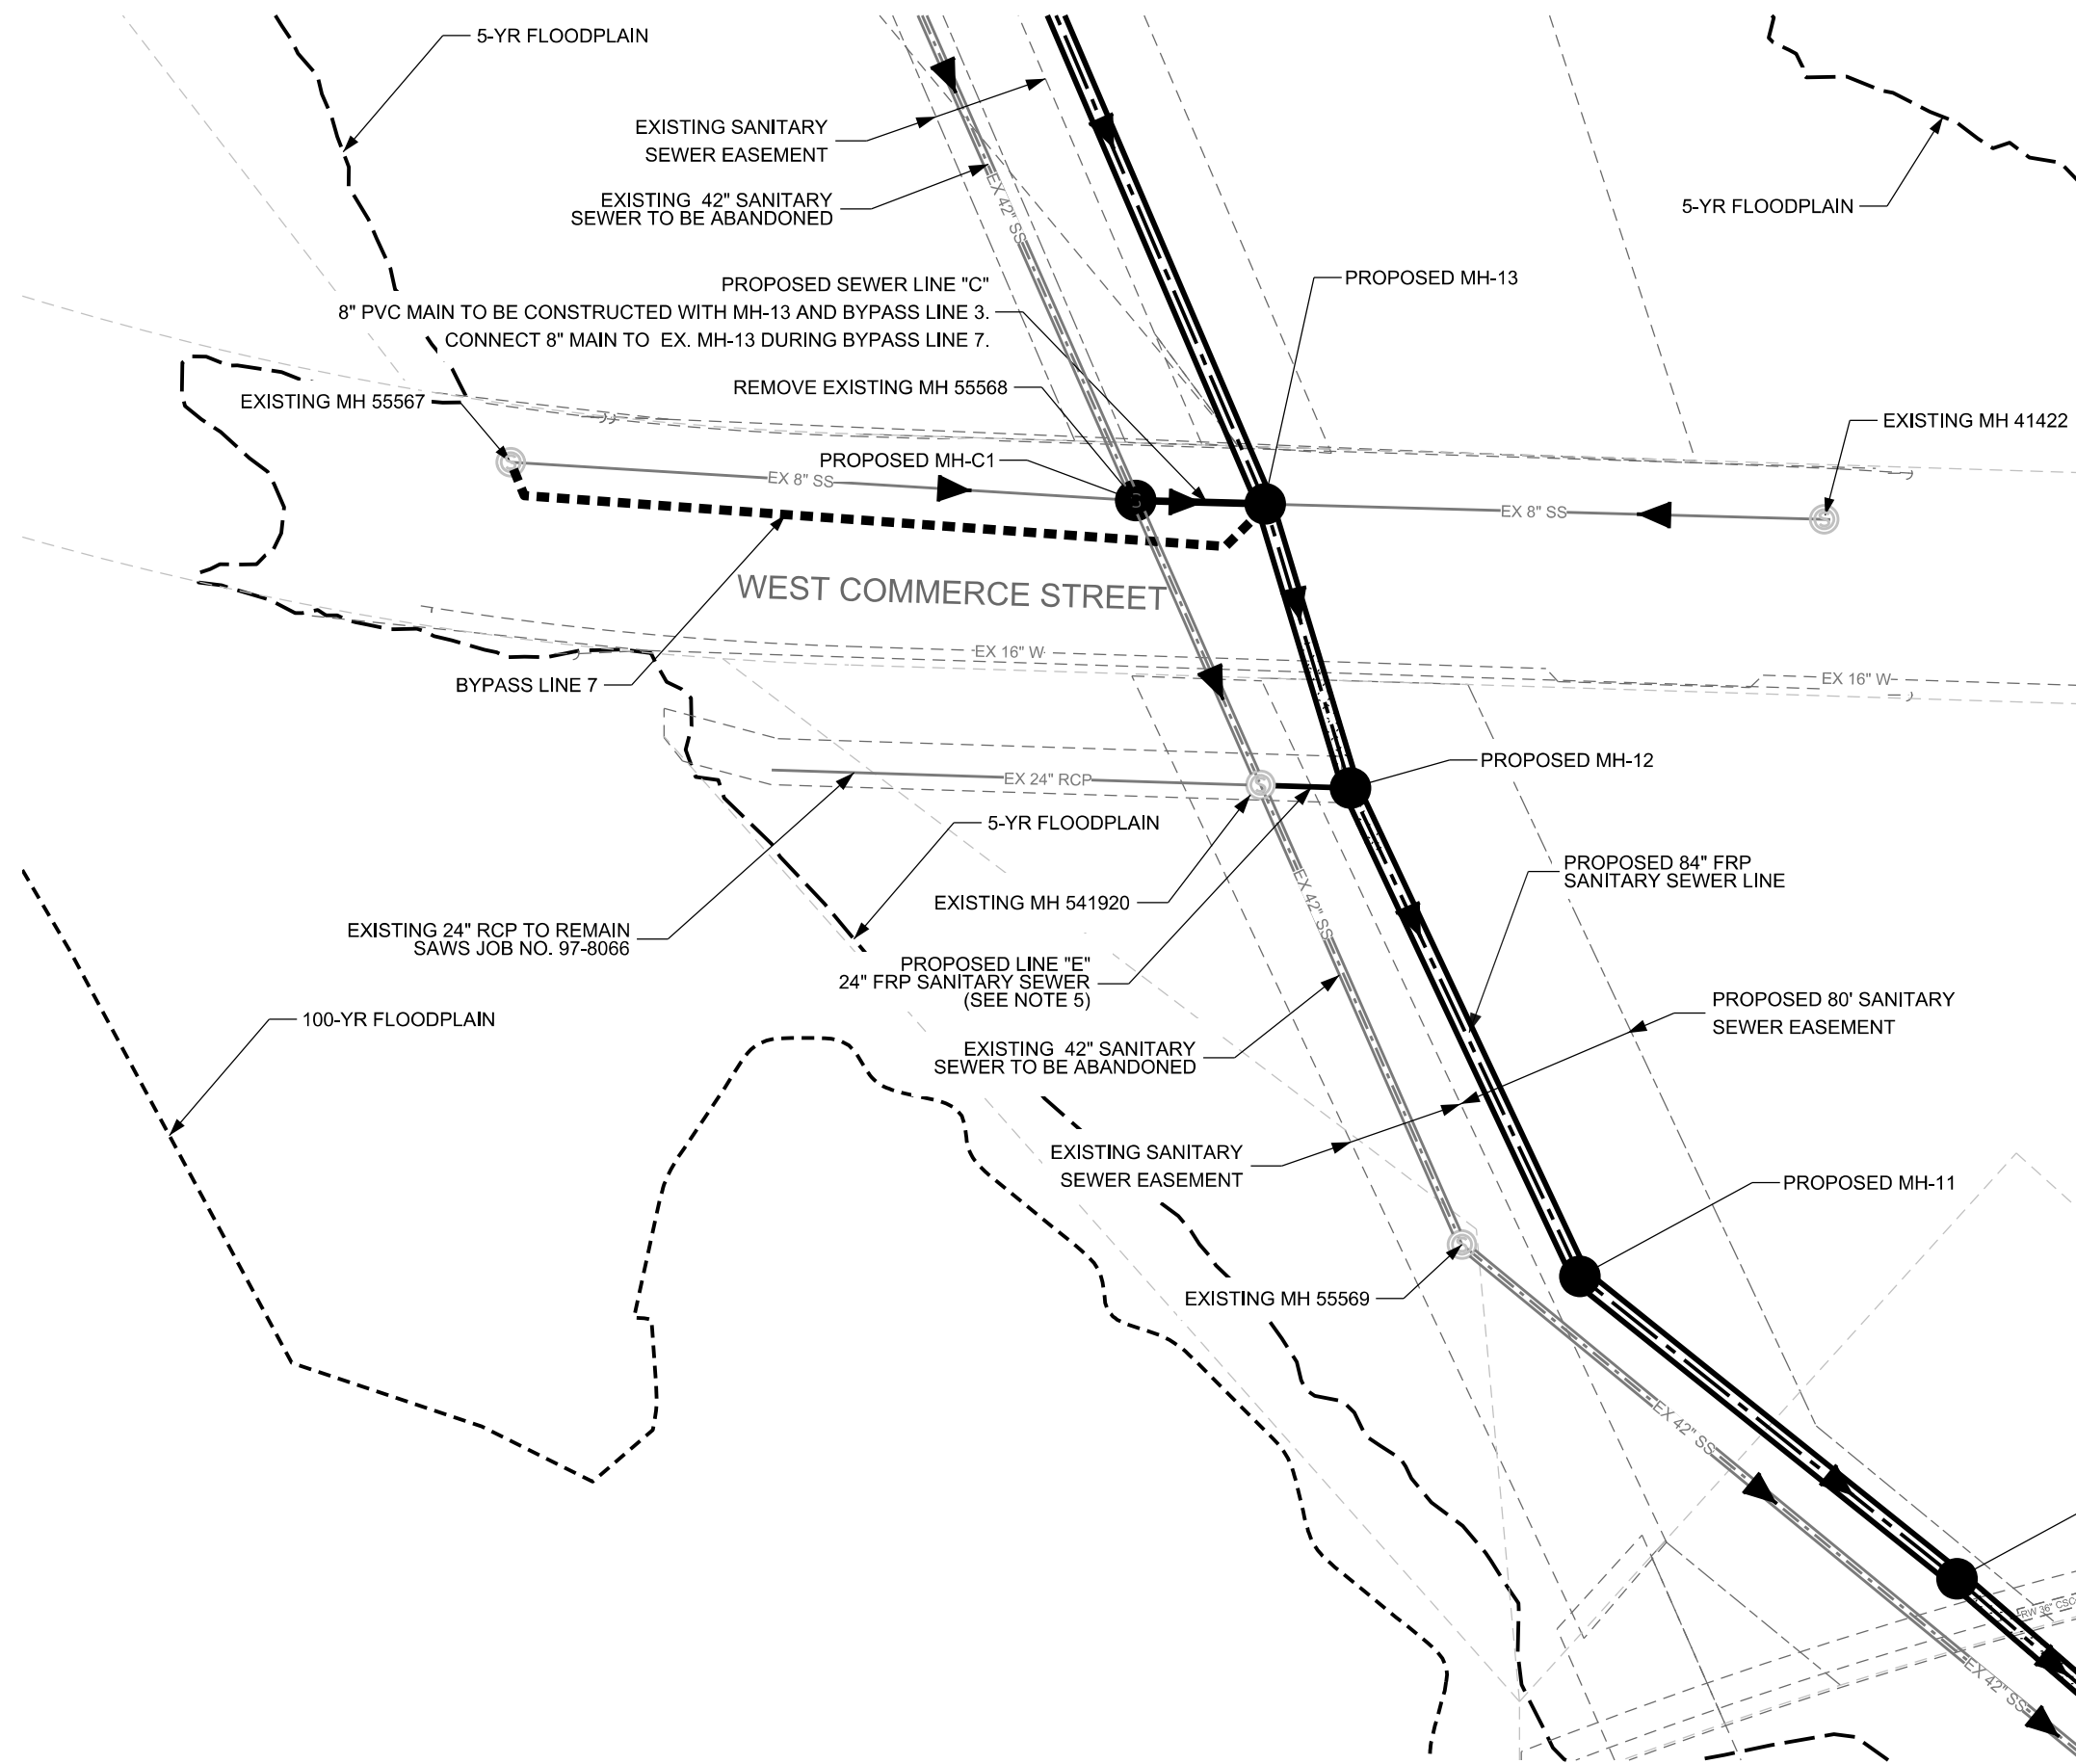 5-YR FLOODPLAIN
EXISTING SANITARY
SEWER EASEMENT
EXISTING 42" SANITARY
SEWER TO BE ABANDONED
EX 42" SS
5-YR FLOODPLAIN
PROPOSED SEWER LINE "C"
8" PVC MAIN TO BE CONSTRUCTED WITH MH-13 AND BYPASS LINE 3.
CONNECT 8" MAIN TO EX. MH-13 DURING BYPASS LINE 7.
PROPOSED MH-13
REMOVE EXISTING MH 55568
EXISTING MH 55567
EXISTING MH 41422
PROPOSED MH-C1
EX 8" SS
EX 8" SS
WEST COMMERCE STREET
EX 16" W
EX 16" W
BYPASS LINE 7
PROPOSED MH-12
EX 24" RCP
5-YR FLOODPLAIN
PROPOSED 84" FRP
SANITARY SEWER LINE
EXISTING MH 541920
EX 42" SS
EXISTING 24" RCP TO REMAIN
SAWS JOB NO. 97-8066
PROPOSED LINE "E"
24" FRP SANITARY SEWER
(SEE NOTE 5)
100-YR FLOODPLAIN
PROPOSED 80' SANITARY
SEWER EASEMENT
EXISTING 42" SANITARY
SEWER TO BE ABANDONED
EXISTING SANITARY
SEWER EASEMENT
PROPOSED MH-11
EXISTING MH 55569
EX 42" SS
RW 36" CSC
EX 42" SS